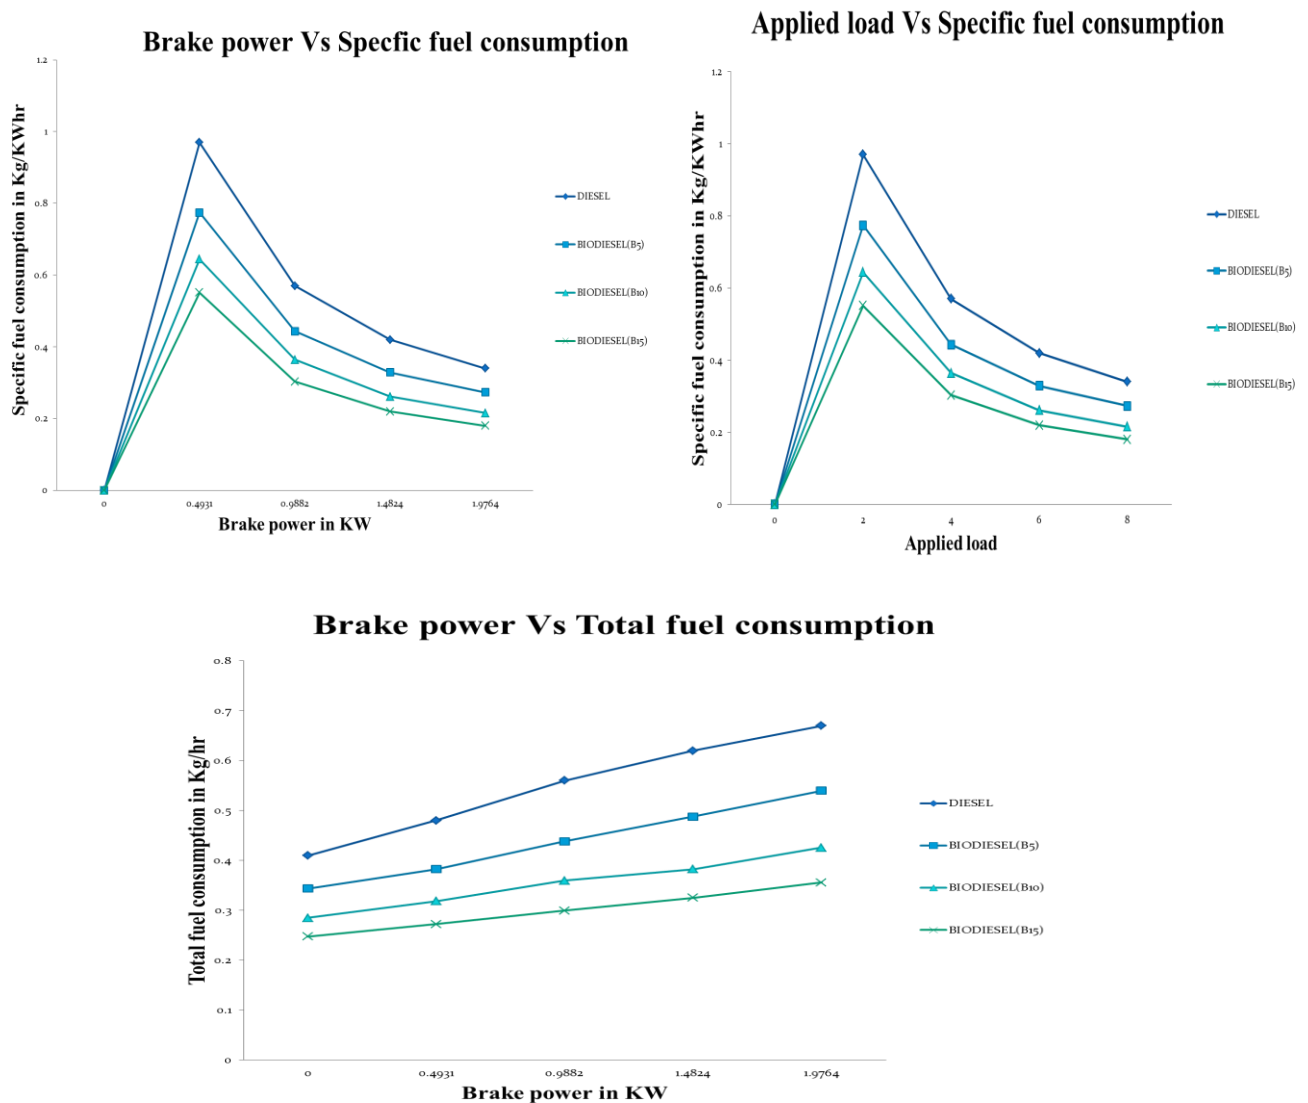 Brake power Vs Specfic fuel consumption
Specific fuel consumption in Kg/KWhr
1.2
1
0.8
0.6
0.4
0.2
0
0 0.4931 0.9882 1.4824 1.9764
Brake power in KW
DIESEL
BIODIESEL(B5)
BIODIESEL(B10)
BIODIESEL(B15)
Applied load Vs Specific fuel consumption
Specific fuel consumption in Kg/KWhr
1.2
1
0.8
0.6
0.4
0.2
0
0 2 4 6 8
Applied load
DIESEL
BIODIESEL(B5)
BIODIESEL(B10)
BIODIESEL(B15)
Brake power Vs Total fuel consumption
Total fuel consumption in Kg/hr
0.8
0.7
0.6
0.5
0.4
0.3
0.2
0.1
0
0 0.4931 0.9882 1.4824 1.9764
Brake power in KW
DIESEL
BIODIESEL(B5)
BIODIESEL(B10)
BIODIESEL(B15)